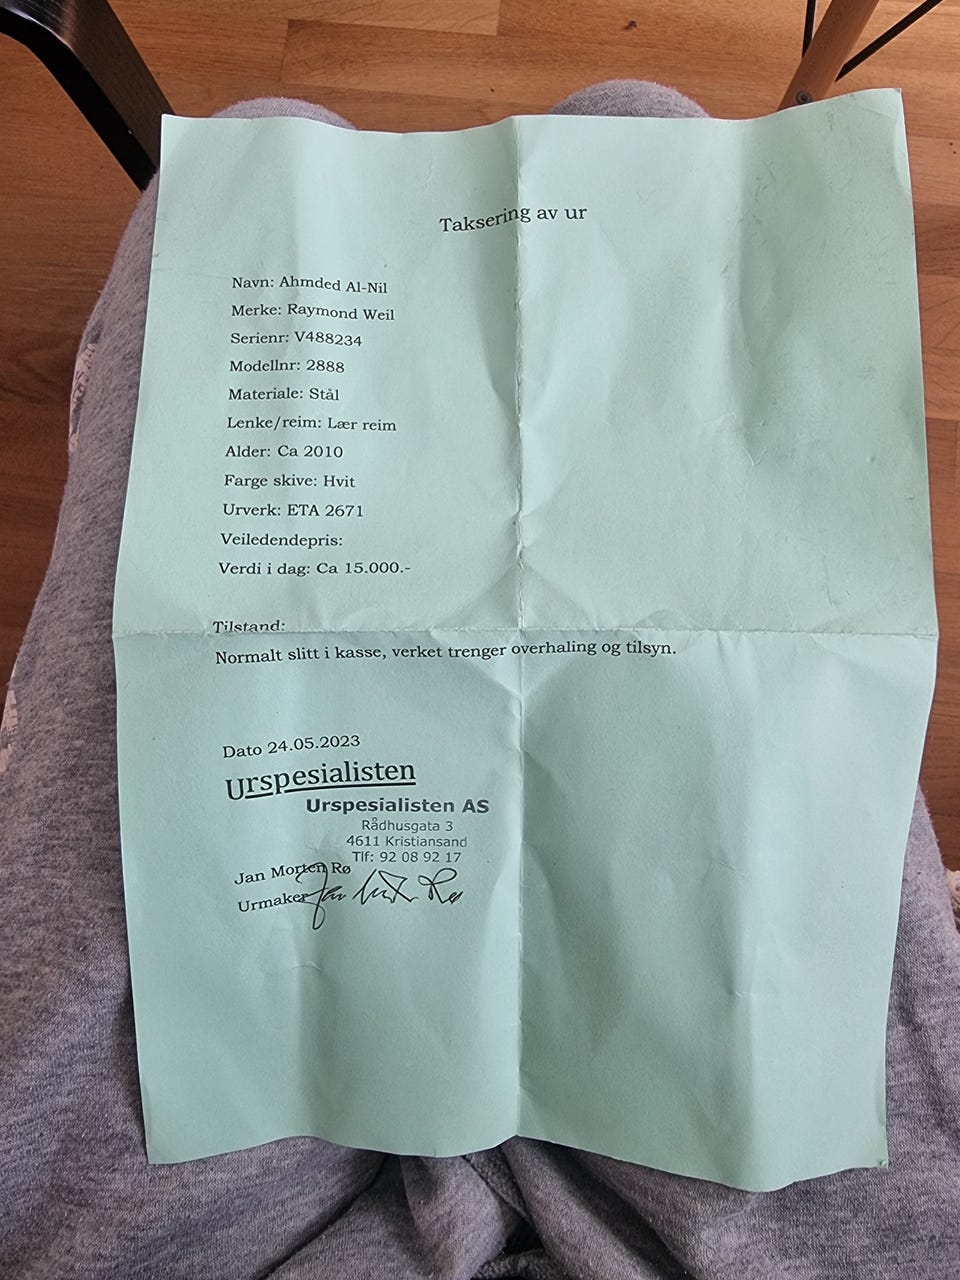 Taksering av ur
Navn: Ahmded Al-Nil
Merke: Raymond Weil
Serienr: V488234
Modellnr: 2888
Materiale: Stål
Lenke/reim: Lær reim
Alder: Ca 2010
Farge skive: Hvit
Urverk: ETA 2671
Veiledendepris:
Verdi i dag: Ca 15.000.-
Tilstand:
Normalt slitt i kasse, verket trenger overhaling og tilsyn.
Dato 24.05.2023
Urspesialisten
Urspesialisten AS
Rådhusgata 3
4611 Kristiansand
Tlf: 92 08 92 17
Jan Morten Rø
Urmaker